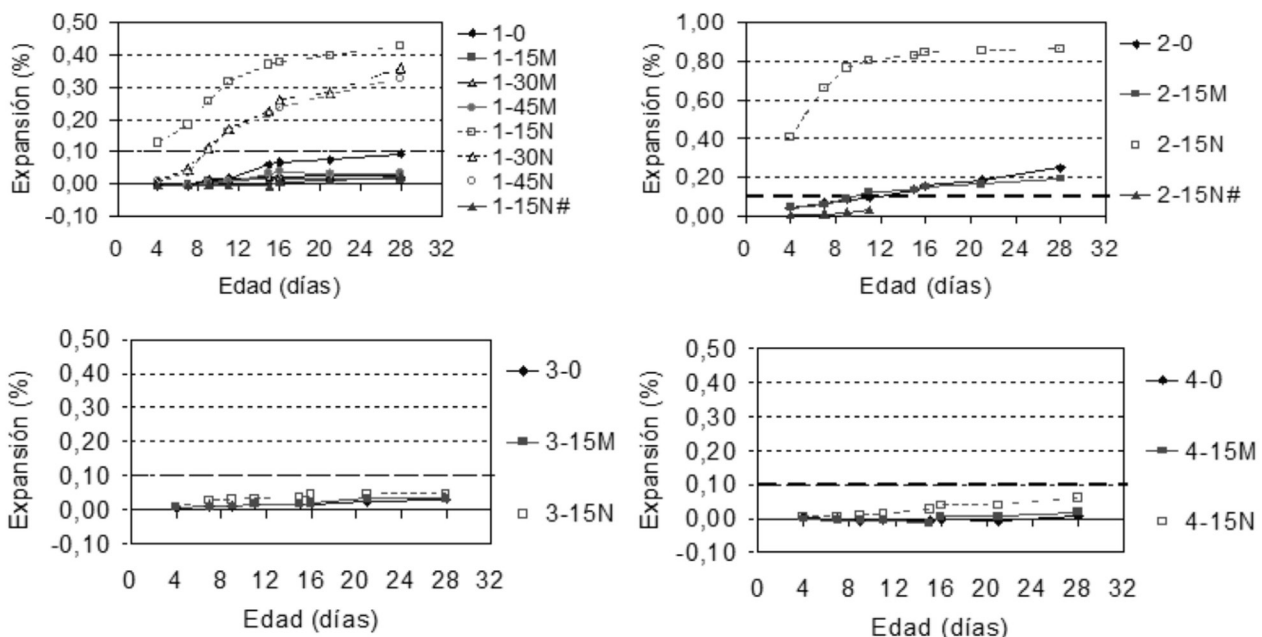 Expansión (%)
0,50
0,40
0,30
0,20
0,10
0,00
-0,10
0 4 8 12 16 20 24 28 32
Edad (días)
1-0
1-15M
1-30M
1-45M
1-15N
1-30N
1-45N
1-15N#
Expansión (%)
1,00
0,80
0,60
0,40
0,20
0,00
0 4 8 12 16 20 24 28 32
Edad (días)
2-0
2-15M
2-15N
2-15N#
Expansión (%)
0,50
0,40
0,30
0,20
0,10
0,00
-0,10
0 4 8 12 16 20 24 28 32
Edad (días)
3-0
3-15M
3-15N
Expansión (%)
0,50
0,40
0,30
0,20
0,10
0,00
-0,10
0 4 8 12 16 20 24 28 32
Edad (días)
4-0
4-15M
4-15N